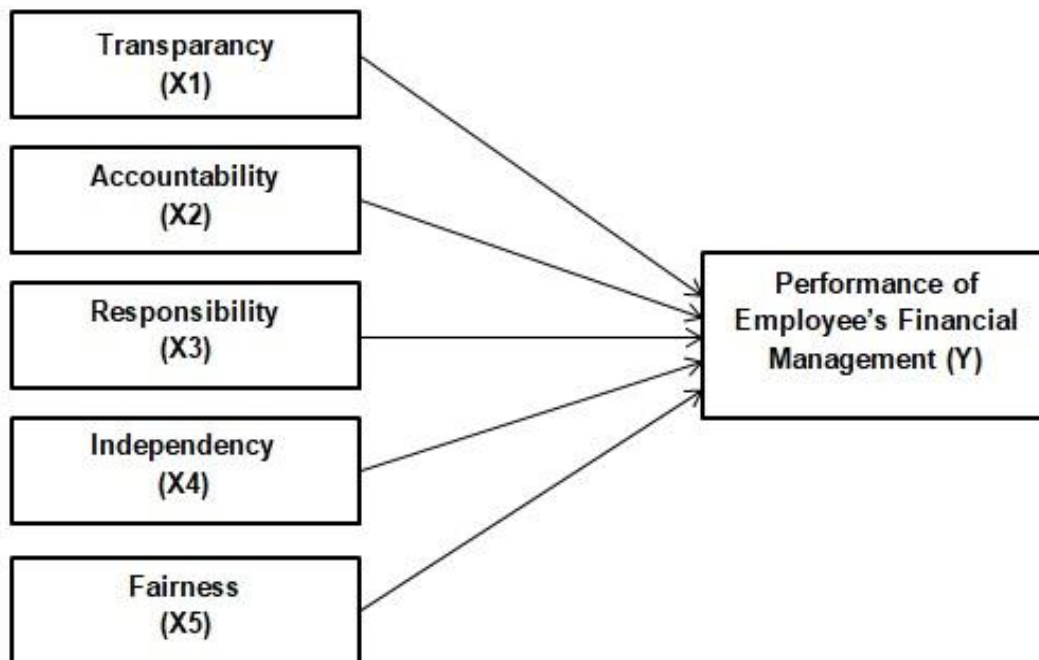 Transparancy
(X1)
Accountability
(X2)
Responsibility
(X3)
Independency
(X4)
Fairness
(X5)
Performance of
Employee’s Financial
Management (Y)